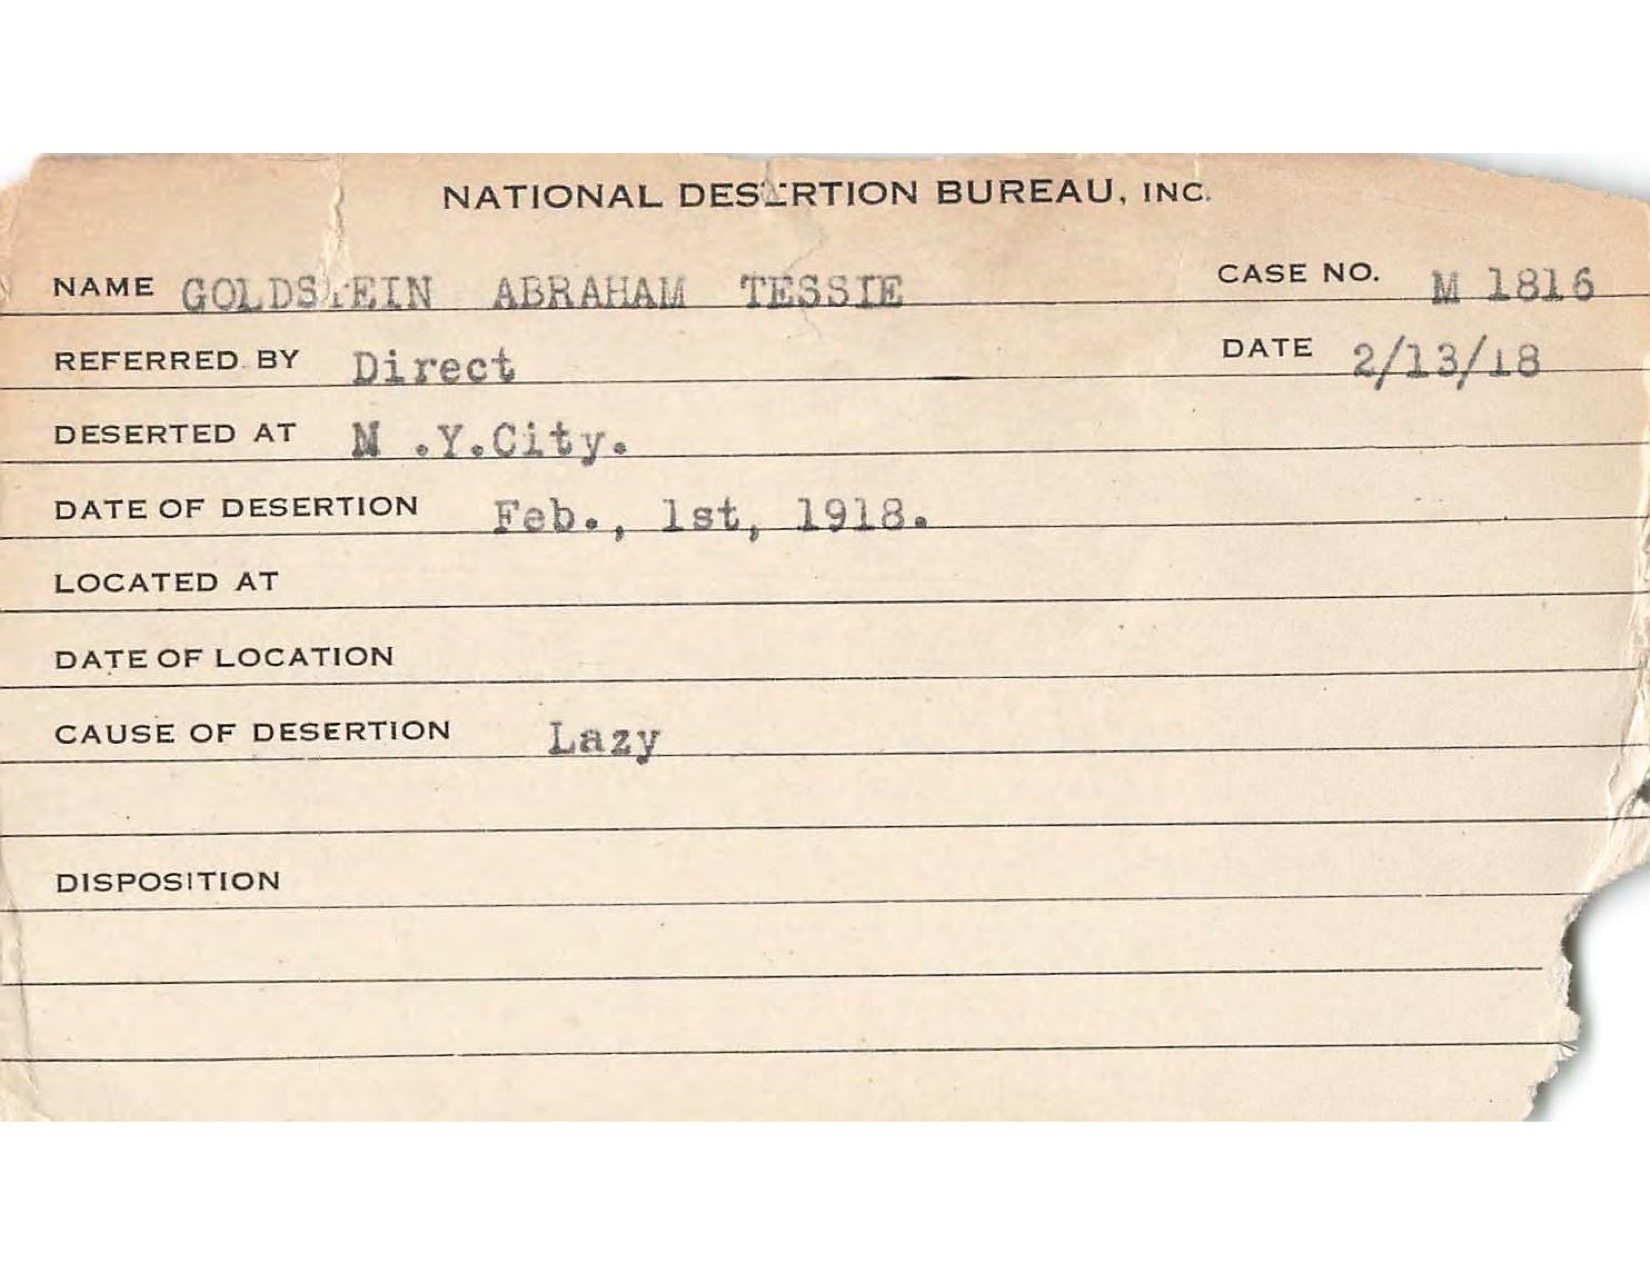 NATIONAL DESERTION BUREAU, INC.
NAME GOLDSTEIN ABRAHAM TESSIE CASE NO. M 1816
REFERRED BY Direct DATE 2/13/18
DESERTED AT N .Y.City.
DATE OF DESERTION Feb., 1st, 1918.
LOCATED AT
DATE OF LOCATION
CAUSE OF DESERTION Lazy
DISPOSITION